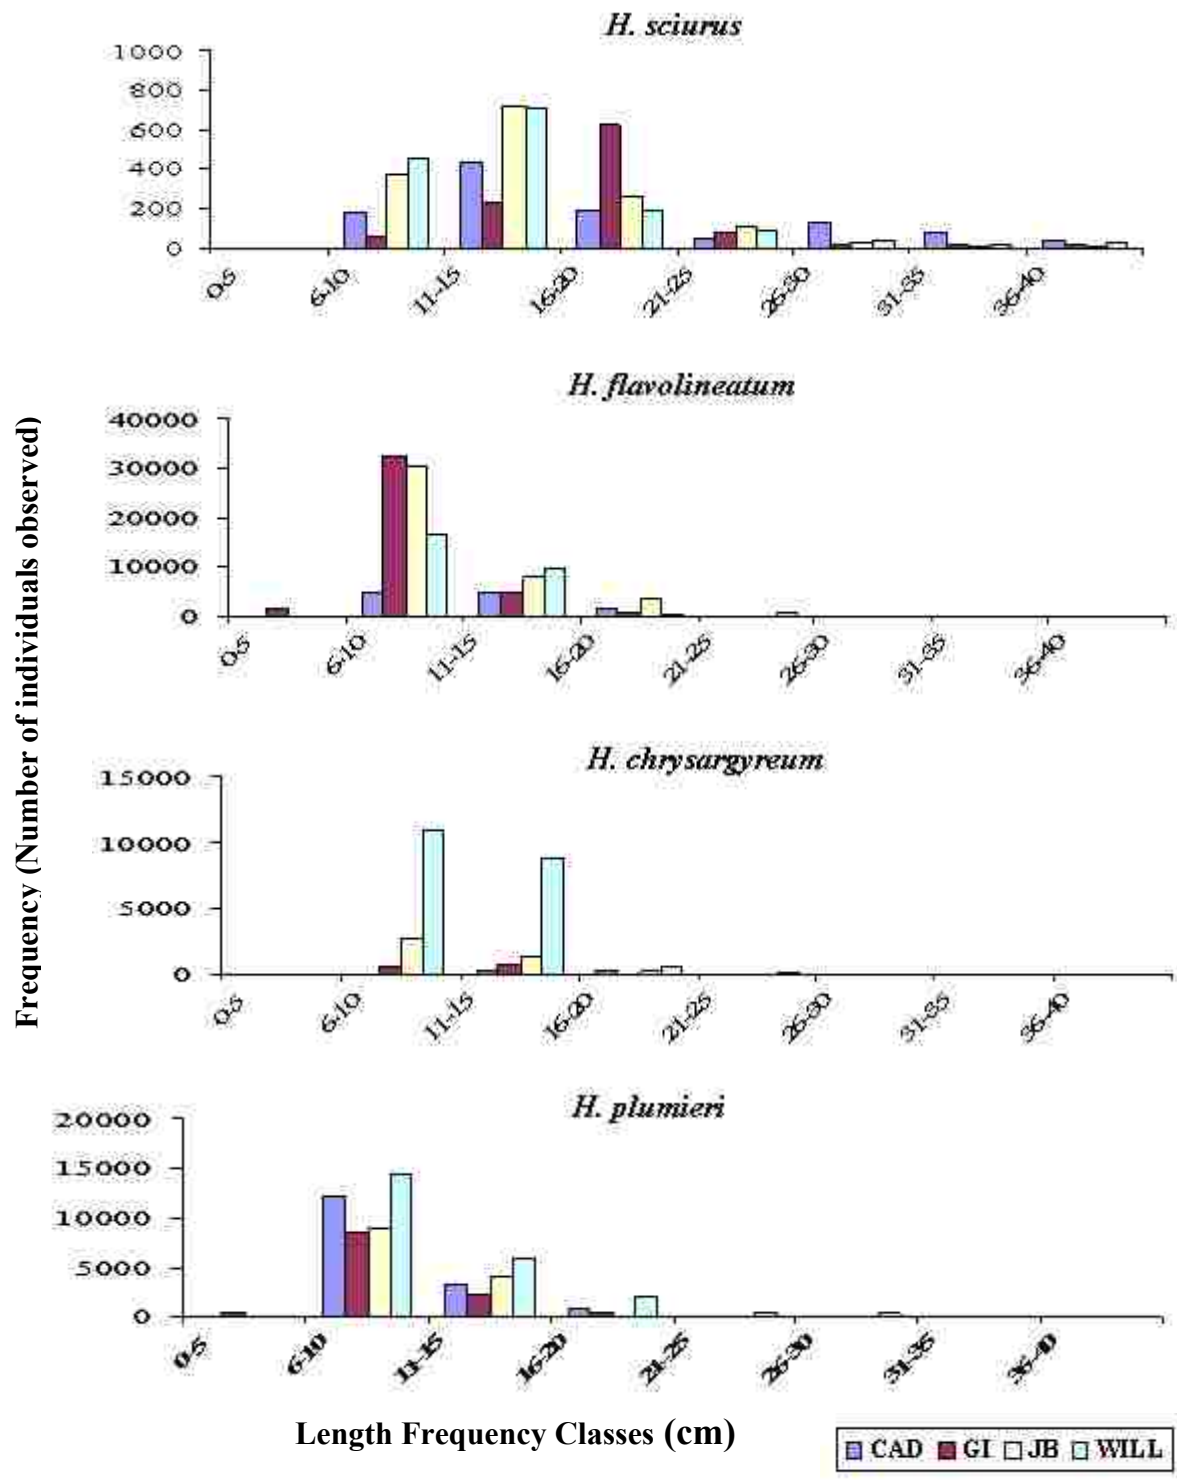 H. sciurus
1000
800
600
400
200
0
0-5 6-10 11-15 16-20 21-25 26-30 31-35 36-40
H. flavolineatum
40000
30000
20000
10000
0
0-5 6-10 11-15 16-20 21-25 26-30 31-35 36-40
Frequency (Number of individuals observed)
H. chrysargyreum
15000
10000
5000
0
0-5 6-10 11-15 16-20 21-25 26-30 31-35 36-40
H. plumieri
20000
15000
10000
5000
0
0-5 6-10 11-15 16-20 21-25 26-30 31-35 36-40
Length Frequency Classes (cm)
CAD GI JB WILL